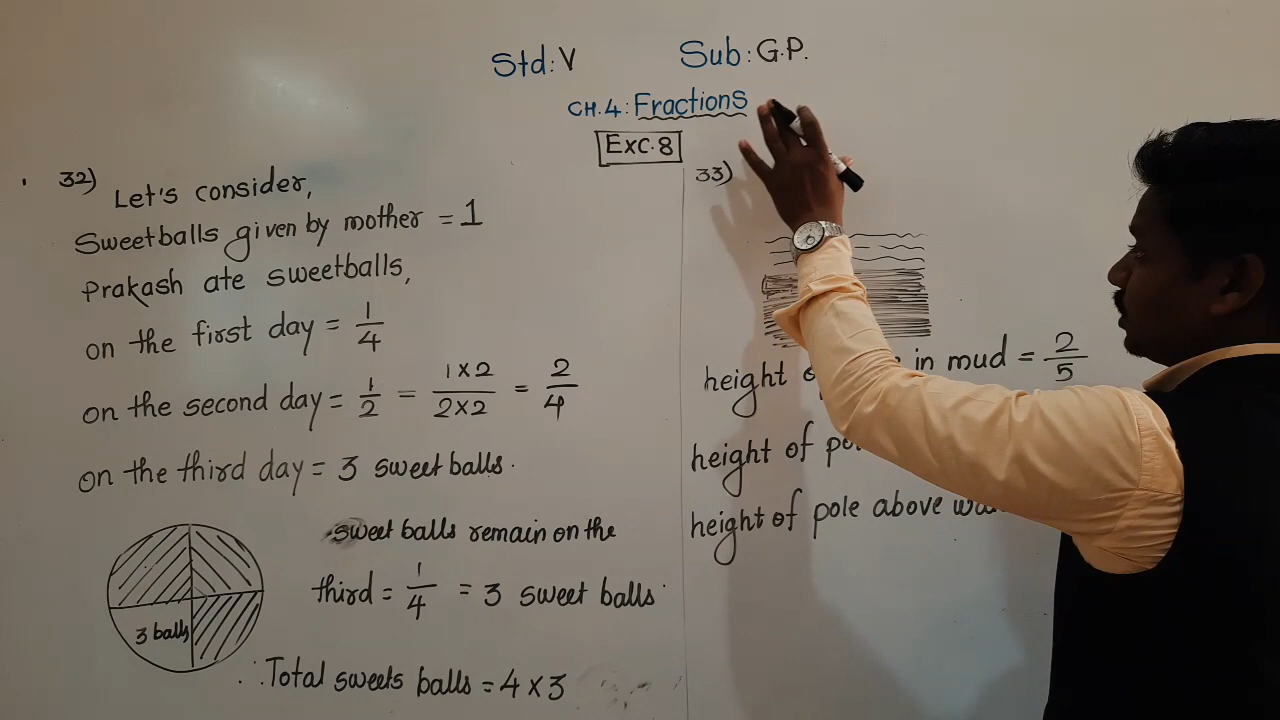 Std: V Sub: G.P.
CH.4: Fractions
Exc.8
32) Let's consider,
Sweetballs given by mother = 1
Prakash ate sweetballs,
on the first day = 1/4
on the second day = 1/2 = 1×2/2×2 = 2/4
on the third day = 3 sweet balls.
3 balls
sweet balls remain on the
third = 1/4 = 3 sweet balls.
∴ Total sweets balls = 4×3
33)
height in mud = 2/5
height of
height of pole above